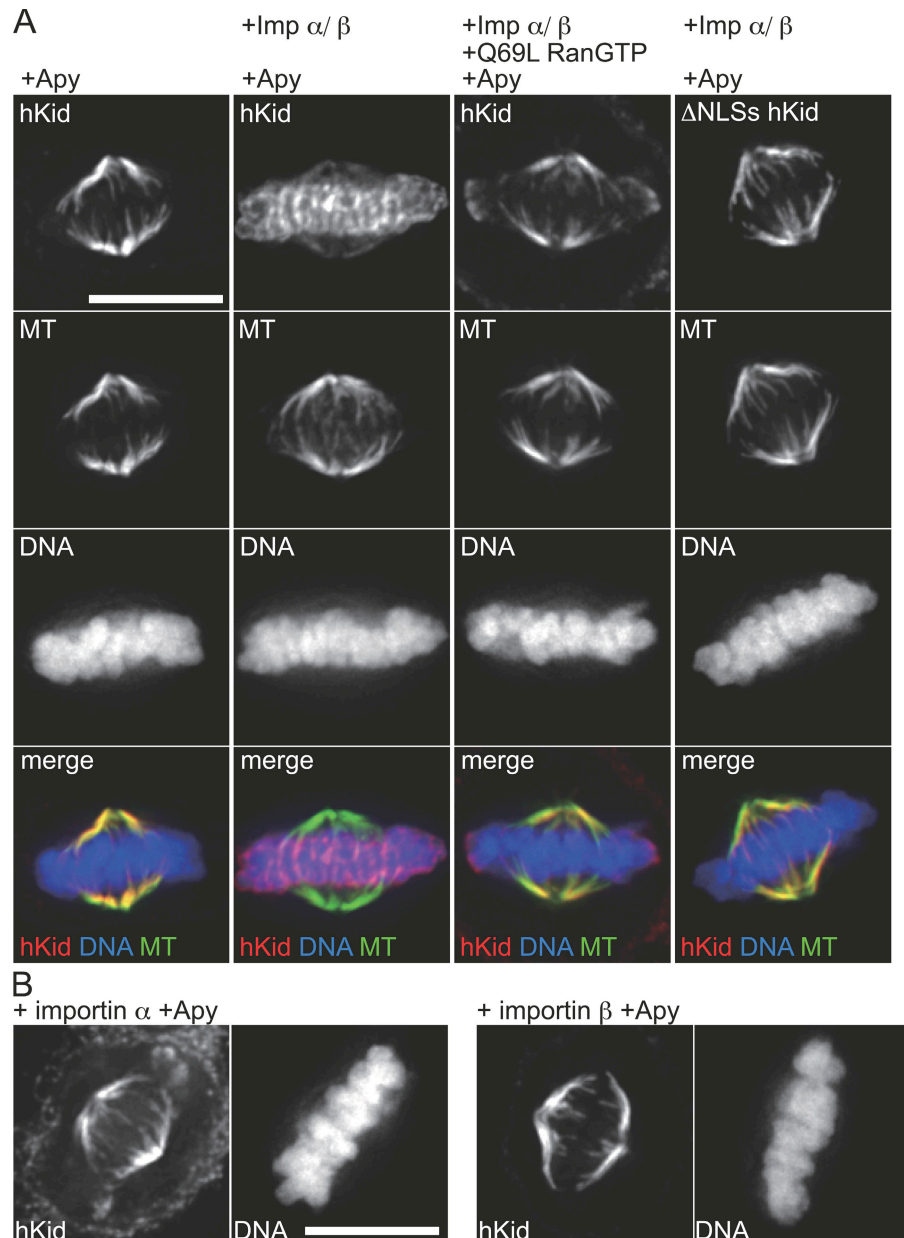 A
+Apy
+Imp α/ β
+Apy
+Imp α/ β
+Q69L RanGTP
+Apy
+Imp α/ β
+Apy
hKid
hKid
hKid
ΔNLSs hKid
MT
MT
MT
MT
DNA
DNA
DNA
DNA
merge
merge
merge
merge
hKid DNA MT
hKid DNA MT
hKid DNA MT
hKid DNA MT
B
+ importin α +Apy
+ importin β +Apy
hKid
DNA
hKid
DNA